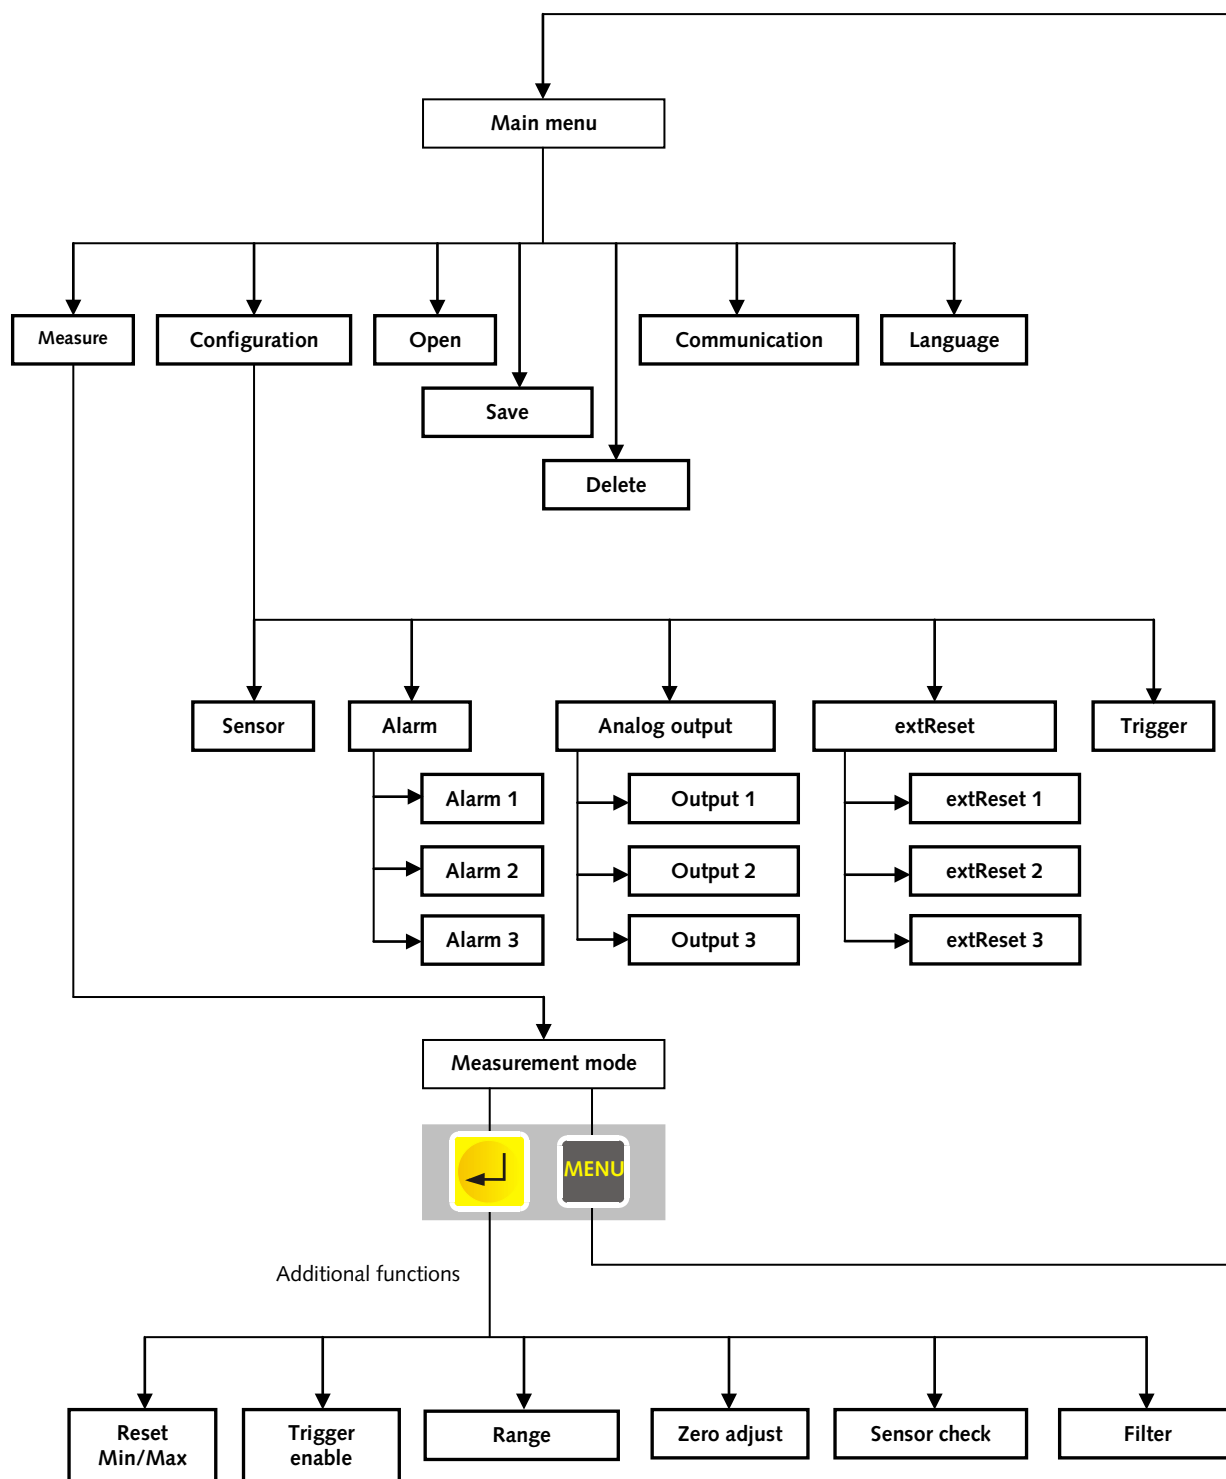 Main menu
Measure
Configuration
Open
Communication
Language
Save
Delete
Sensor
Alarm
Analog output
extReset
Trigger
Alarm 1
Output 1
extReset 1
Alarm 2
Output 2
extReset 2
Alarm 3
Output 3
extReset 3
Measurement mode
MENU
Additional functions
Reset
Min/Max
Trigger
enable
Range
Zero adjust
Sensor check
Filter